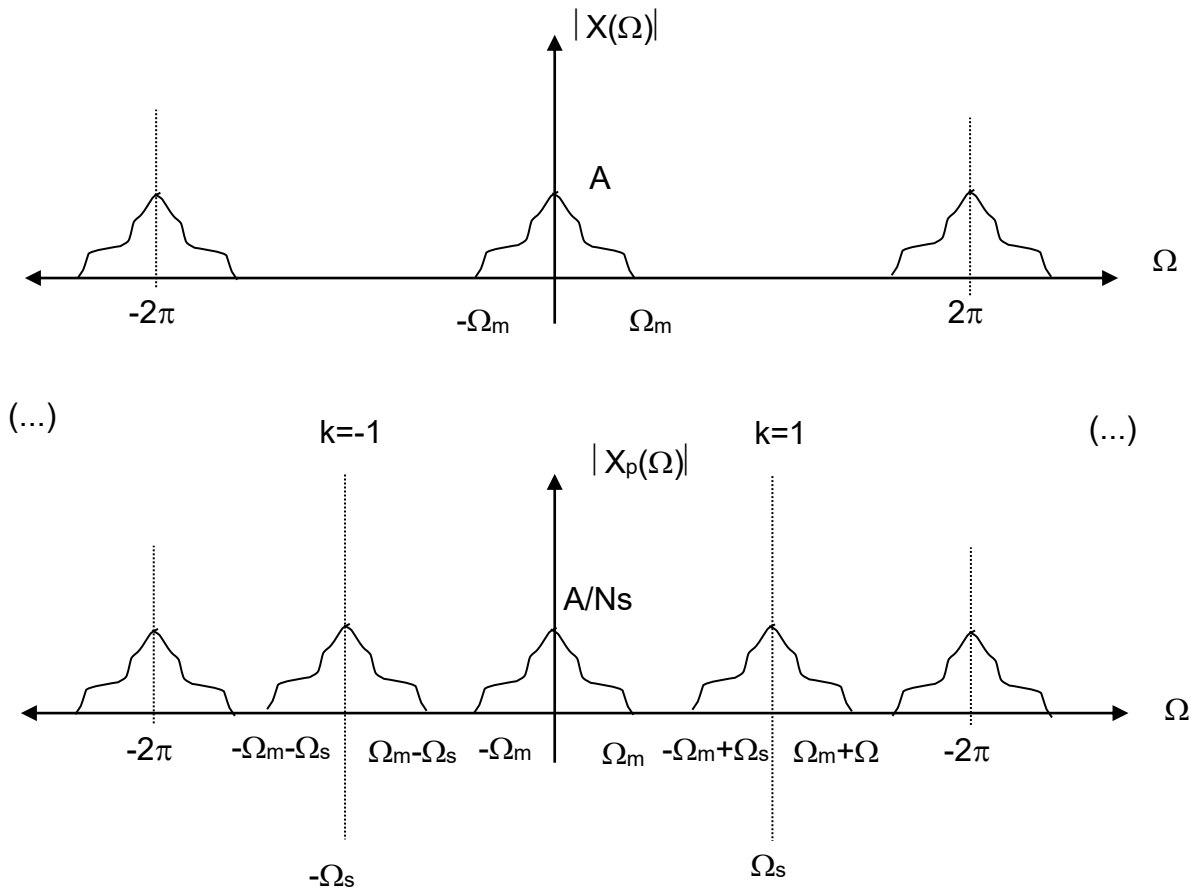 |X(Ω)|
A
Ω
-2π
-Ωm
Ωm
2π
(...)
(...)
k=-1
k=1
|Xp(Ω)|
A/Ns
Ω
-2π
-Ωm-Ωs
Ωm-Ωs
-Ωm
Ωm
-Ωm+Ωs
Ωm+Ω
-2π
-Ωs
Ωs